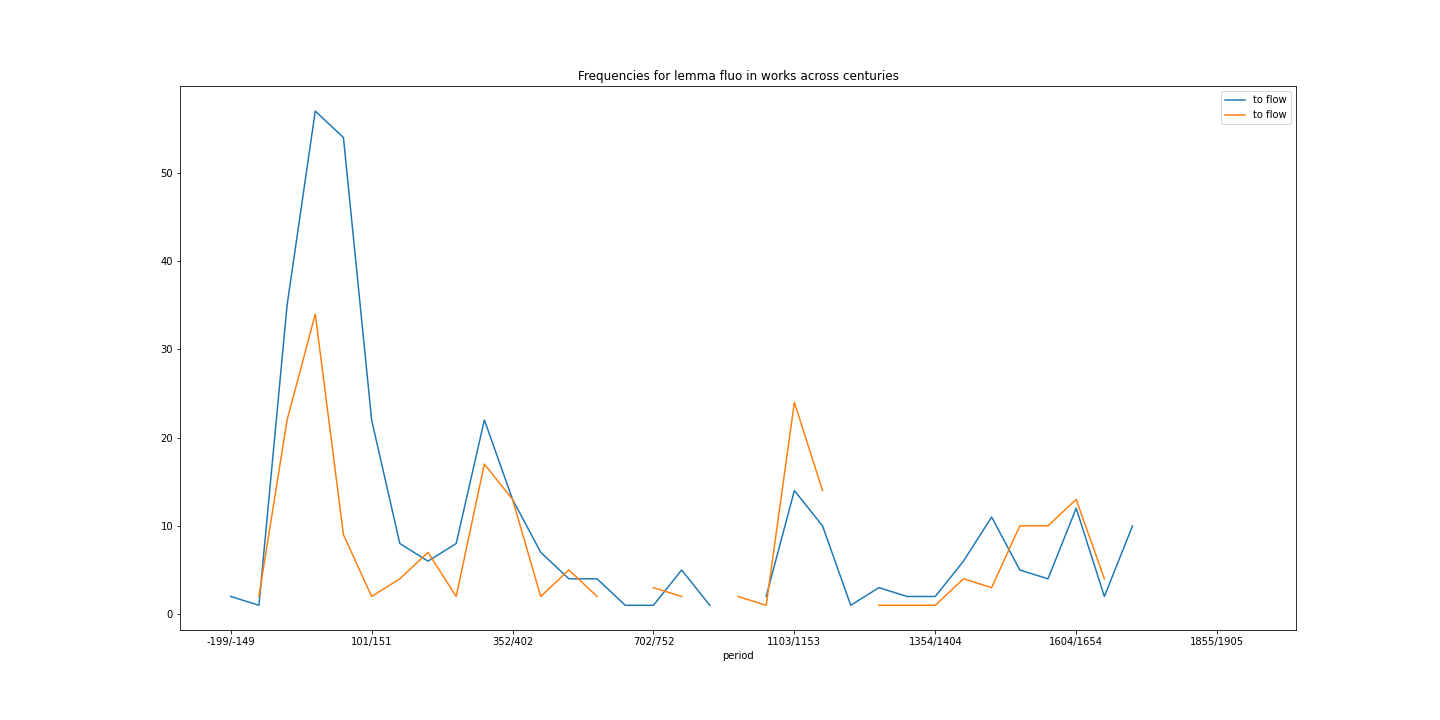 Frequencies for lemma fluo in works across centuries
to flow
to flow
50
40
30
20
10
0
-199/-149 101/151 352/402 702/752 1103/1153 1354/1404 1604/1654 1855/1905
period